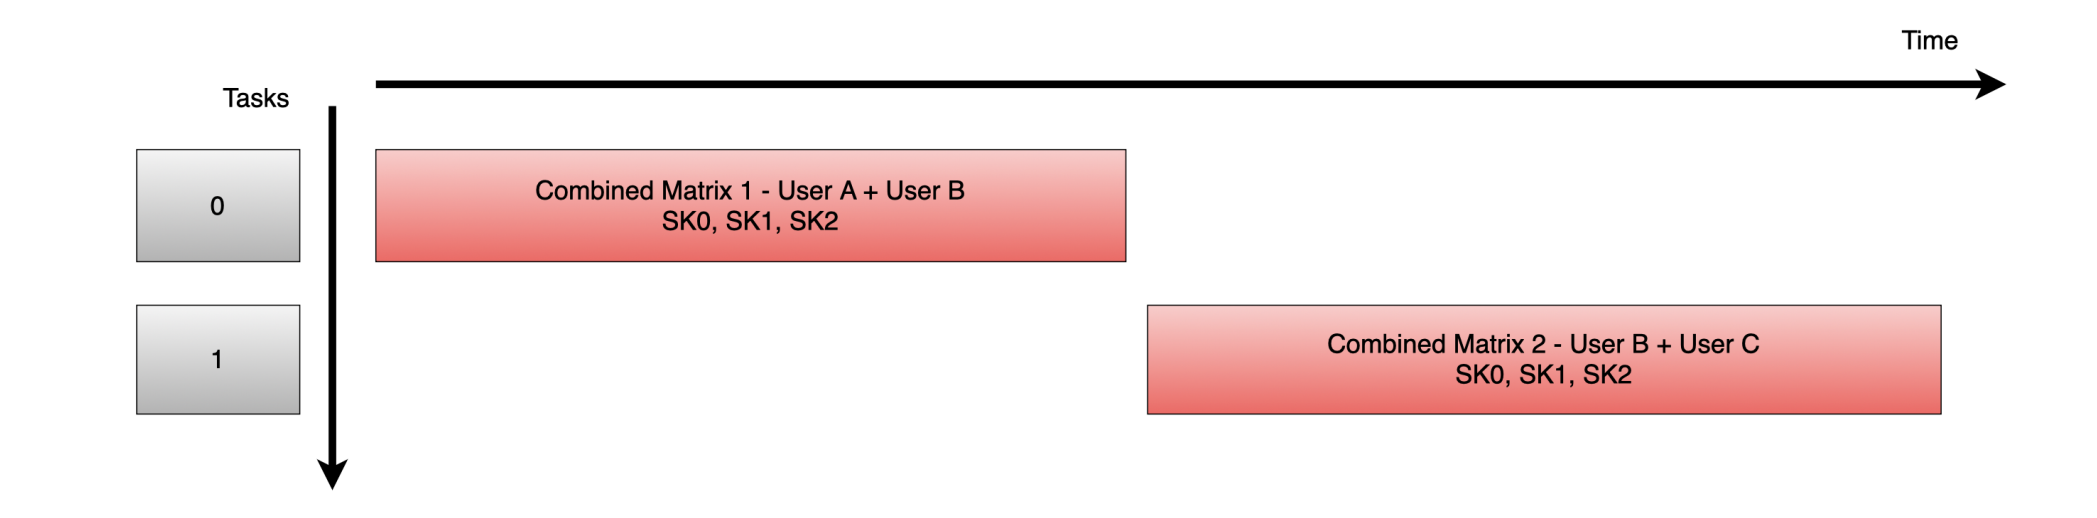 Time
Tasks
0
Combined Matrix 1 - User A + User B
SK0, SK1, SK2
1
Combined Matrix 2 - User B + User C
SK0, SK1, SK2